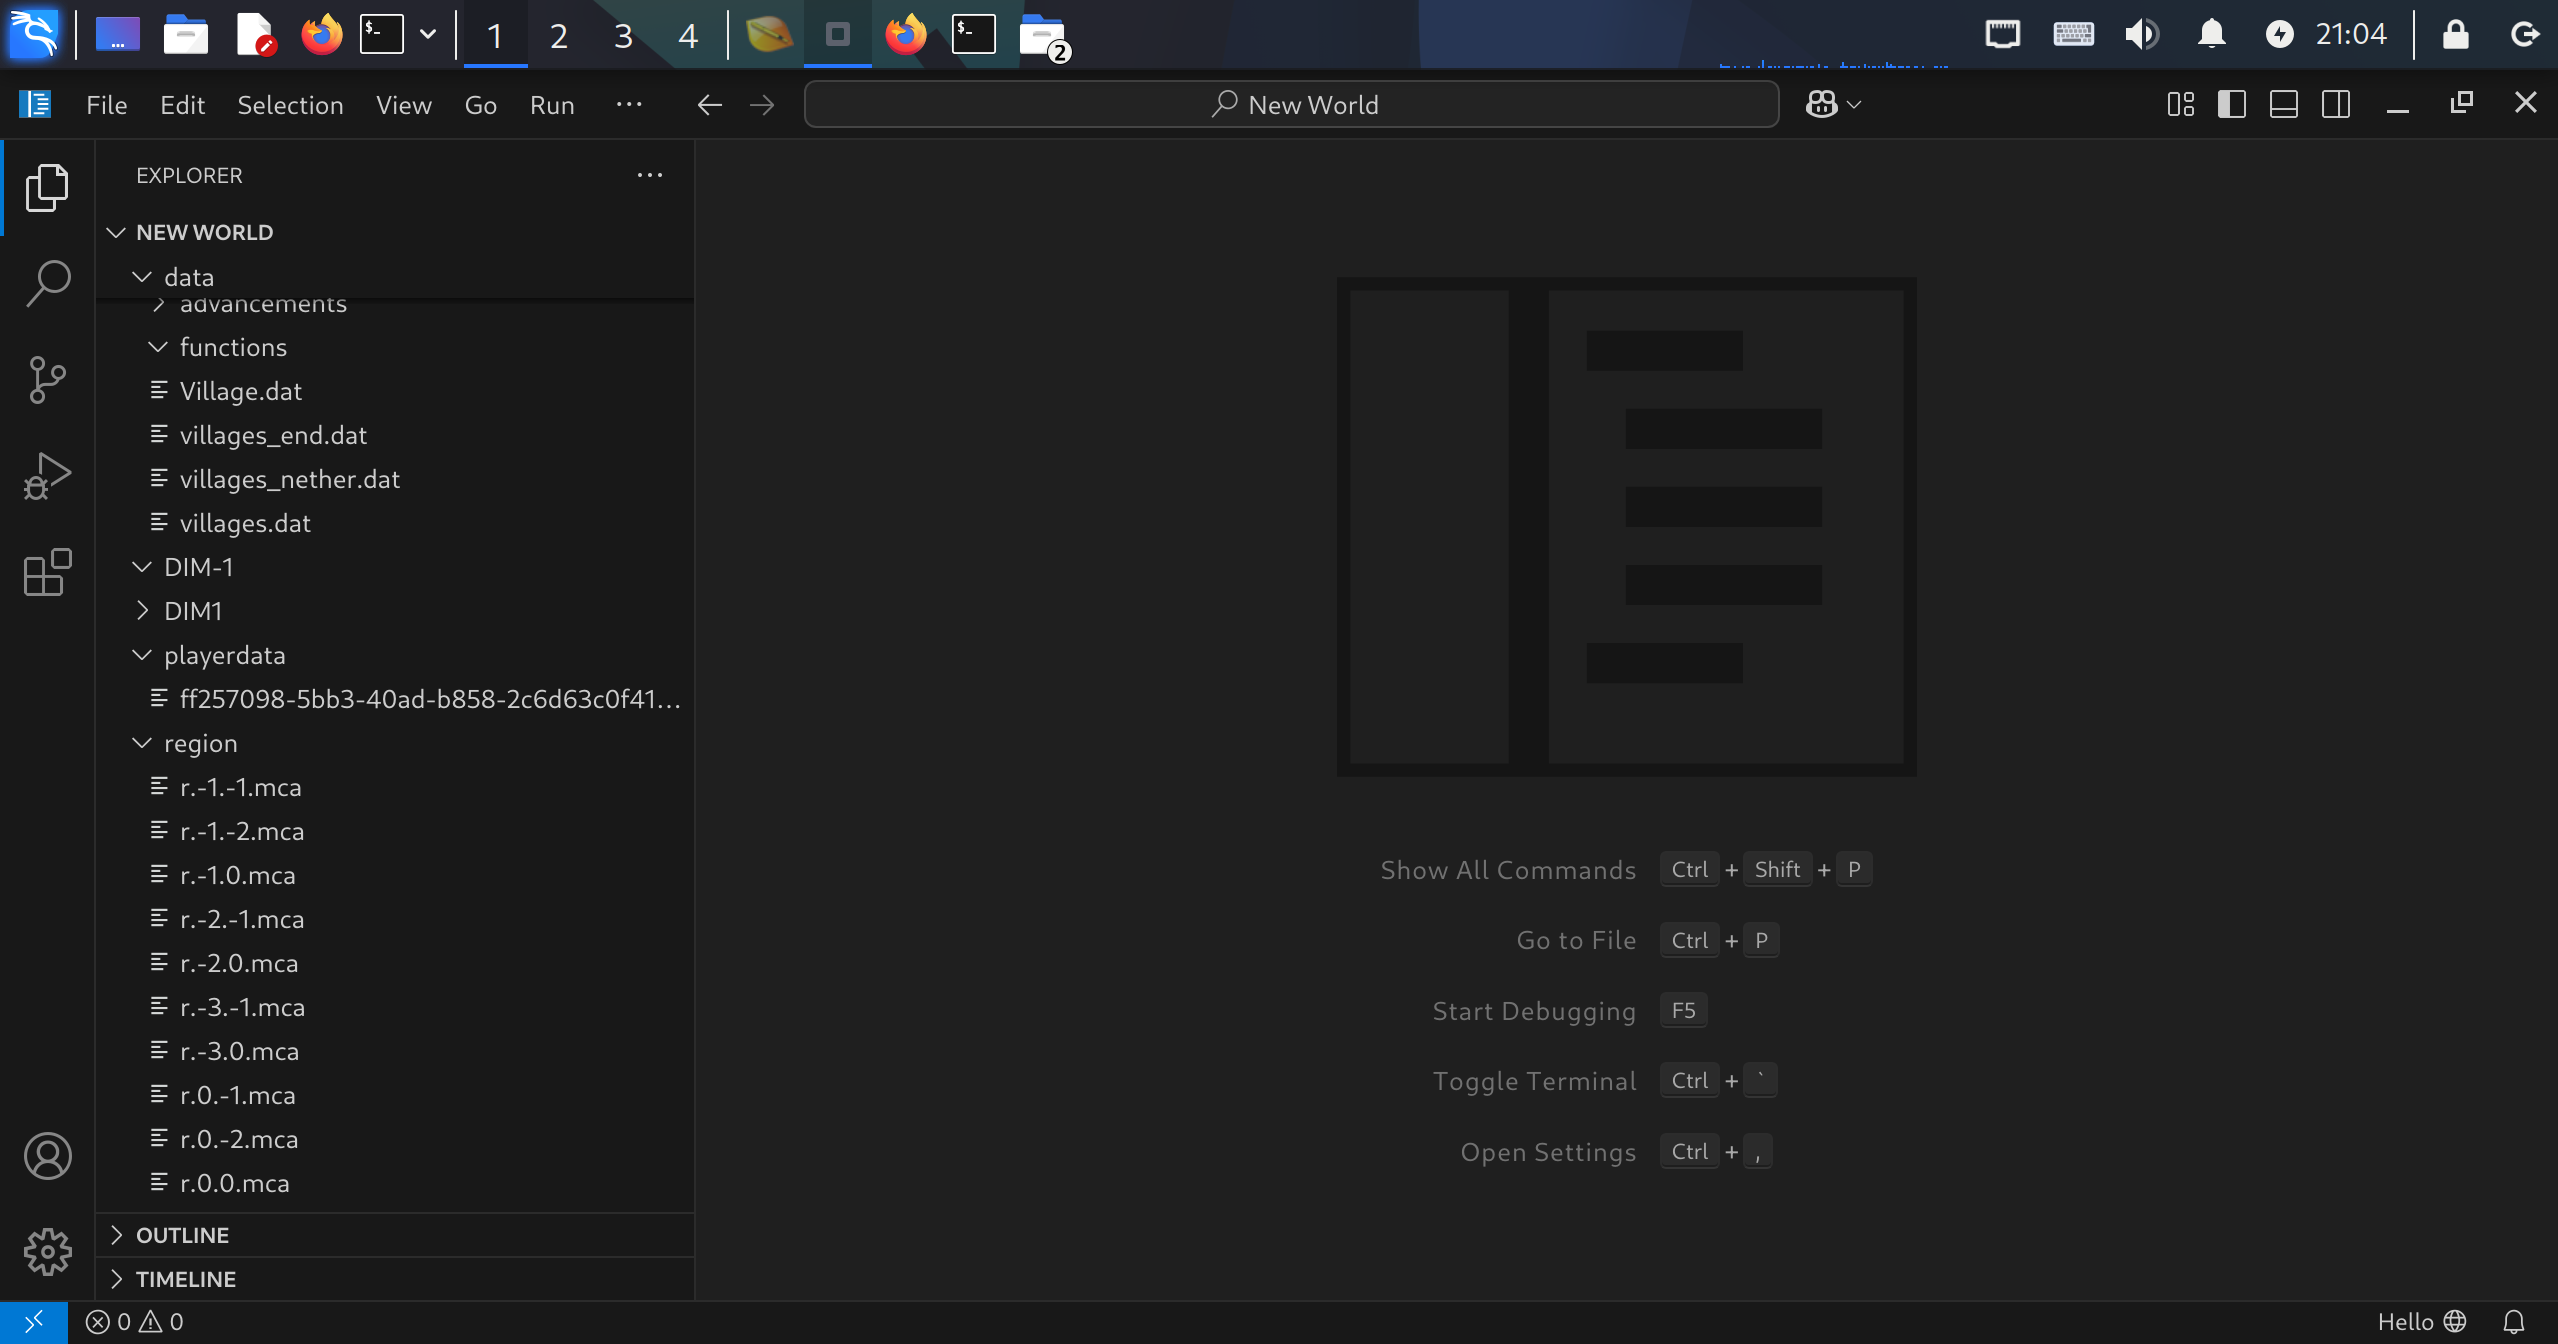 1 2 3 4 2 21:04
File Edit Selection View Go Run ··· New World
EXPLORER
NEW WORLD
data
advancements
functions
Village.dat
villages_end.dat
villages_nether.dat
villages.dat
DIM-1
DIM1
playerdata
ff257098-5bb3-40ad-b858-2c6d63c0f41...
region
r.-1.-1.mca
r.-1.-2.mca
r.-1.0.mca
r.-2.-1.mca
r.-2.0.mca
r.-3.-1.mca
r.-3.0.mca
r.0.-1.mca
r.0.-2.mca
r.0.0.mca
OUTLINE
TIMELINE
Show All Commands Ctrl + Shift + P
Go to File Ctrl + P
Start Debugging F5
Toggle Terminal Ctrl + `
Open Settings Ctrl + ,
0 0 Hello